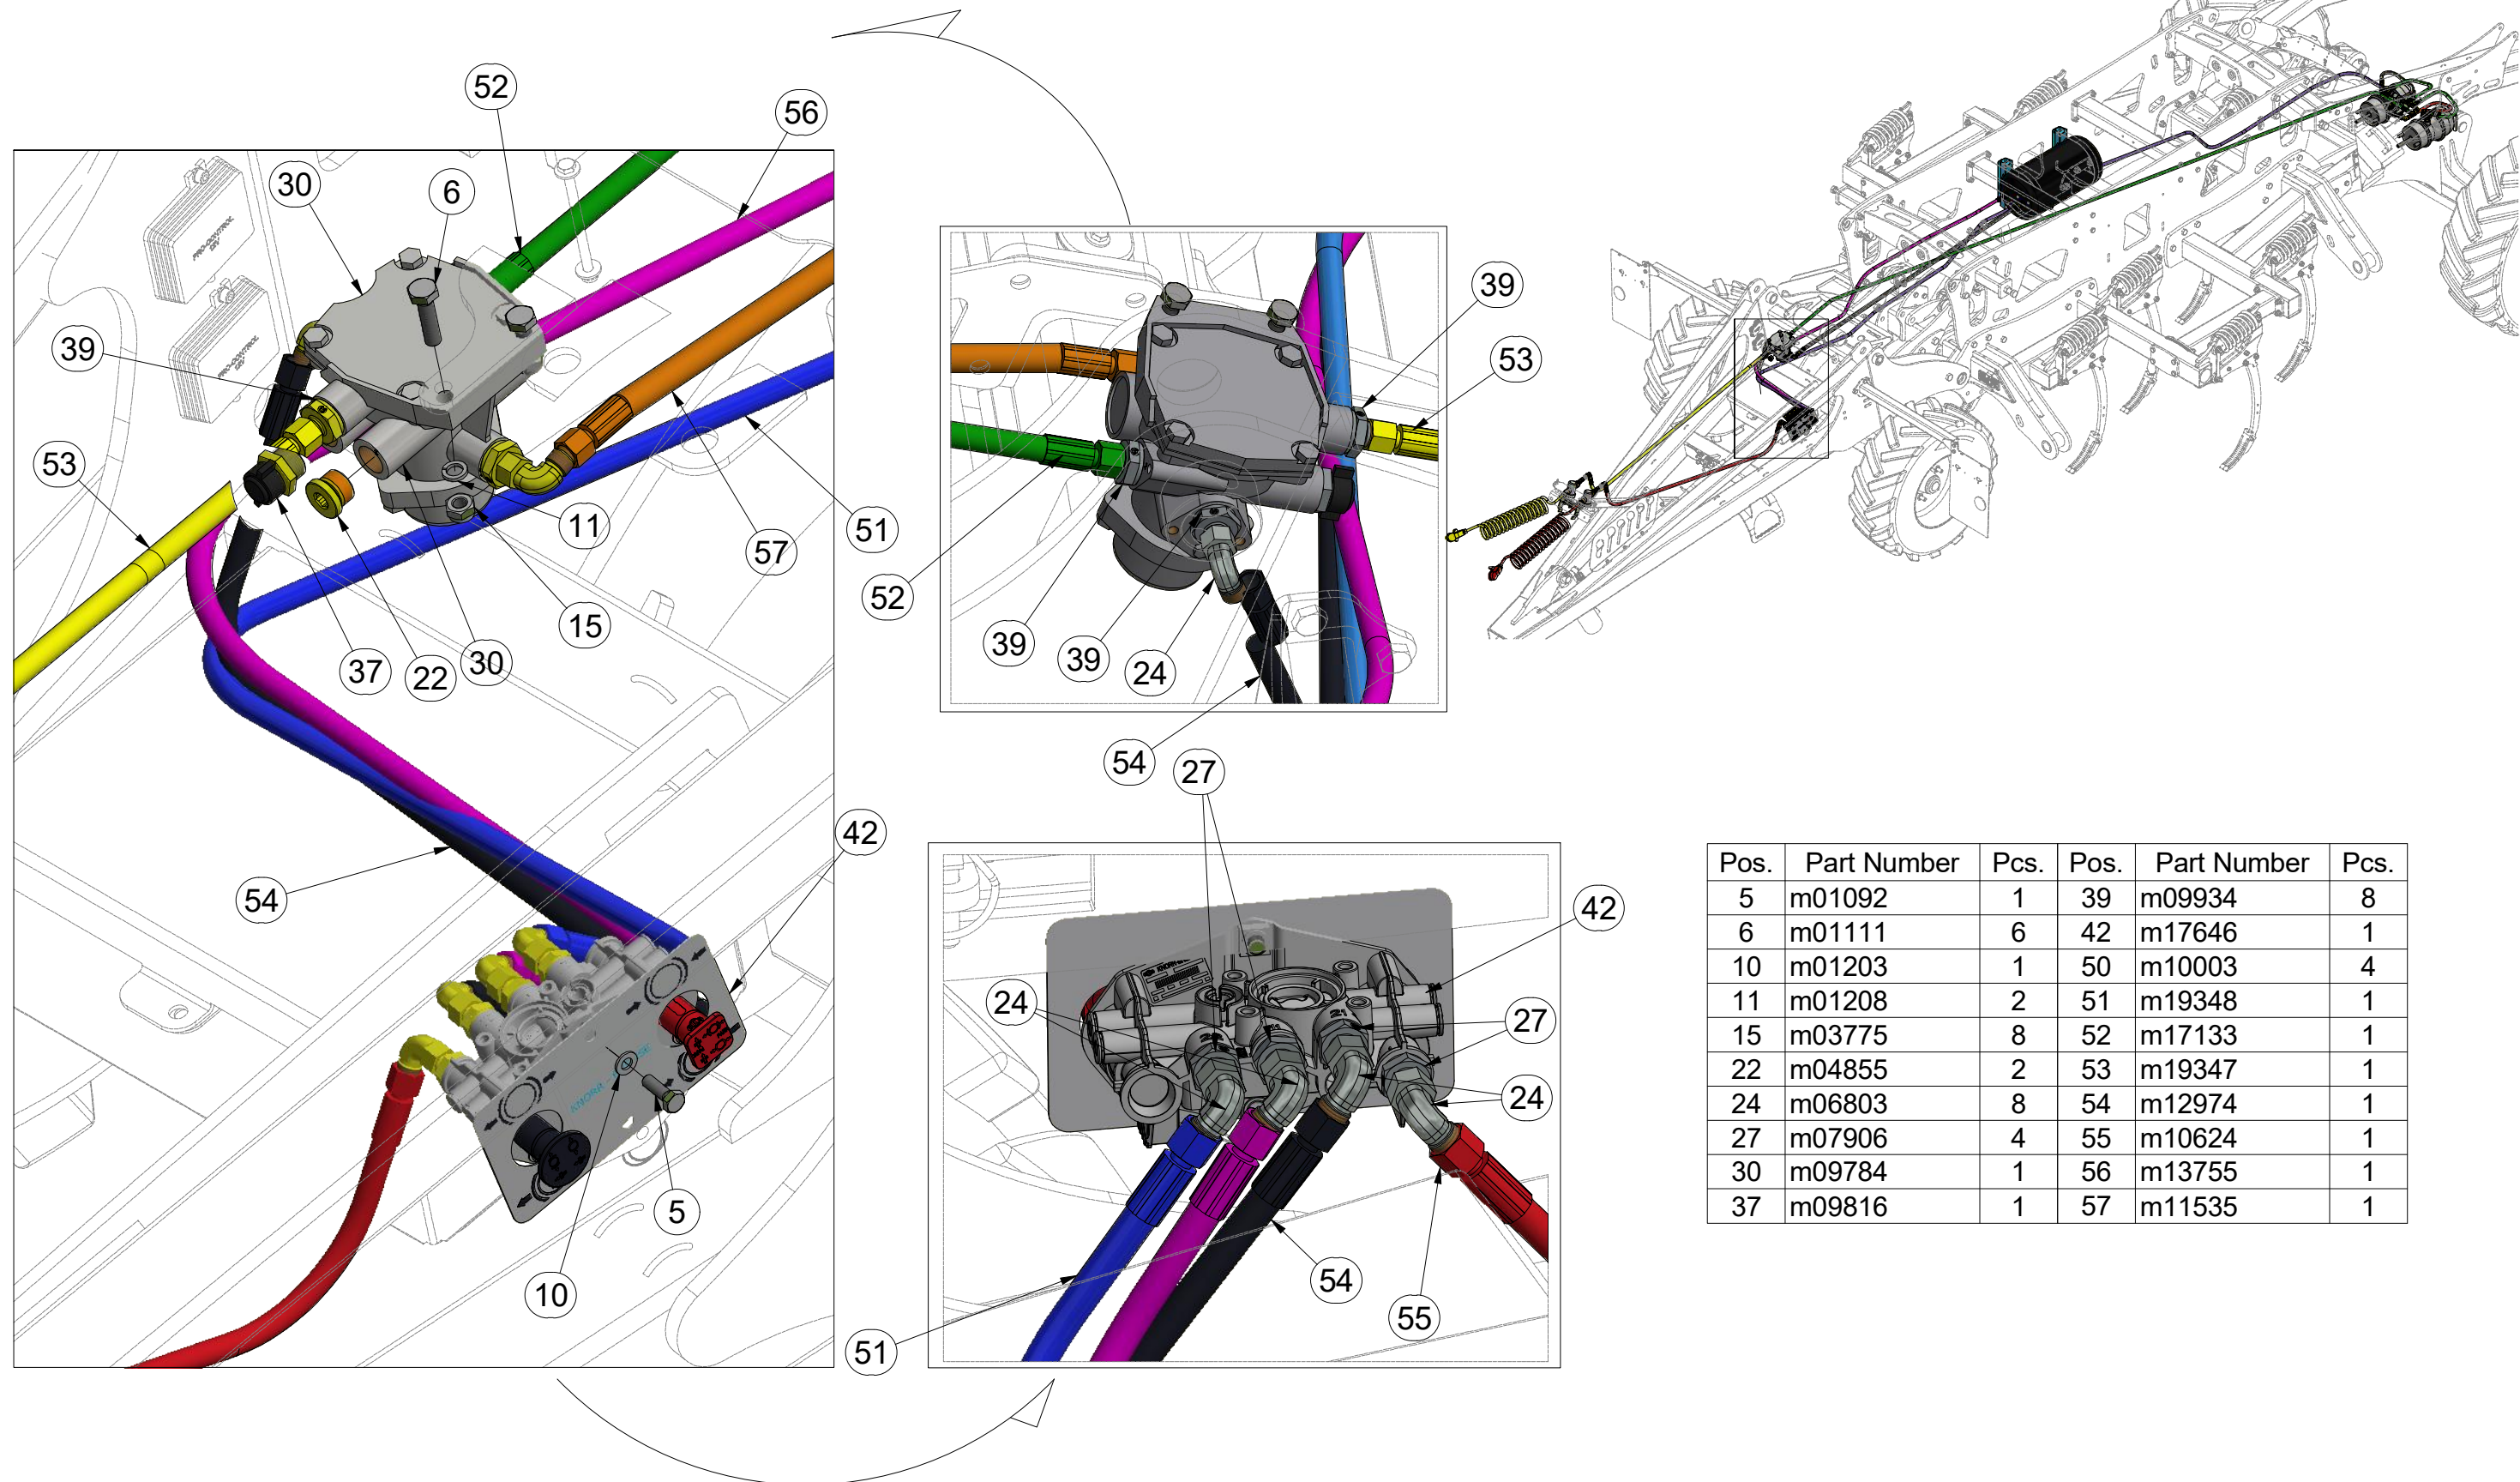 52
56
30
6
39
53
11
51
57
15
37
22
30
54
42
5
10
PRO-CONTROL
PRO-CONTROL
39
53
52
39
39
24
54
27
42
24
27
24
21
54
55
51
Pos. Part Number Pcs. Pos. Part Number Pcs.
5 m01092 1 39 m09934 8
6 m01111 6 42 m17646 1
10 m01203 1 50 m10003 4
11 m01208 2 51 m19348 1
15 m03775 8 52 m17133 1
22 m04855 2 53 m19347 1
24 m06803 8 54 m12974 1
27 m07906 4 55 m10624 1
30 m09784 1 56 m13755 1
37 m09816 1 57 m11535 1